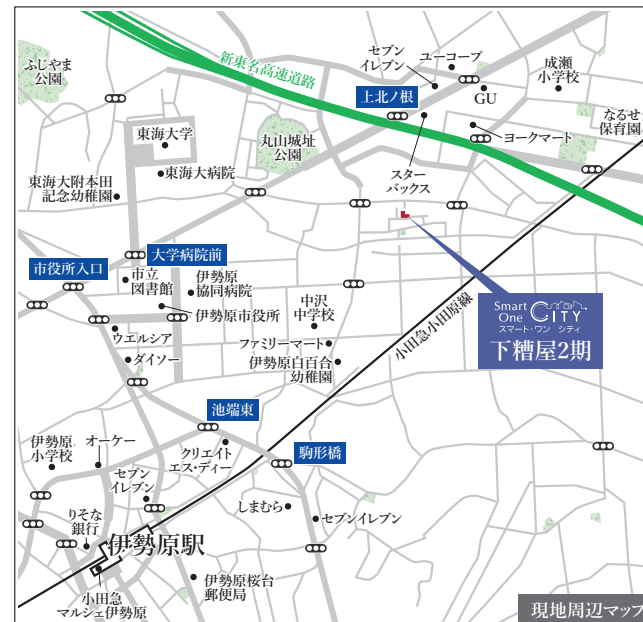 ふじやま
公園
新東名高速道路
セブン
イレブン
ユーコープ
成瀬
小学校
GU
上北ノ根
なるせ
保育園
ヨークマート
スター
バックス
東海大学
丸山城址
公園
東海大病院
東海大附本田
記念幼稚園
大学病院前
市役所入口
市立
図書館
伊勢原
協同病院
伊勢原市役所
中沢
中学校
小田急小田原線
Smart
One CITY
スマート・ワン シティ
下糟屋2期
ウエルシア
ファミリーマート
ダイソー
伊勢原白百合
幼稚園
池端東
伊勢原
小学校
オーケー
クリエイト
エス・ディー
駒形橋
セブン
イレブン
しまむら
セブンイレブン
りそな
銀行
伊勢原駅
小田急
マルシェ伊勢原
伊勢原桜台
郵便局
現地周辺マップ